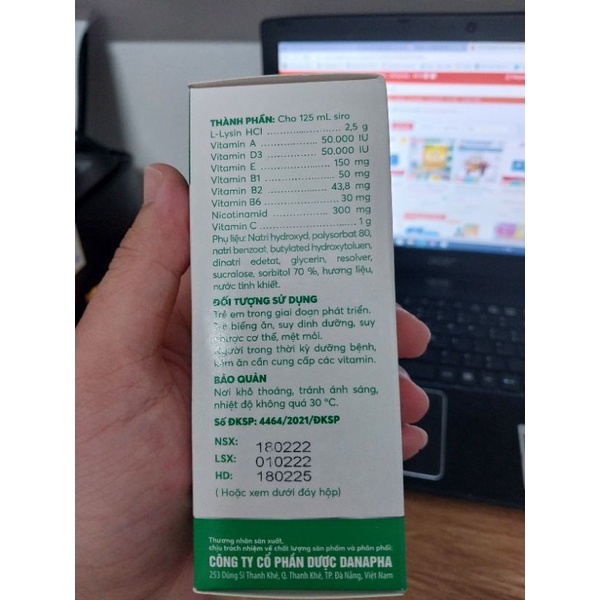 THÀNH PHẦN: Cho 125 mL siro
L-Lysin HCl ........................ 2,5 g
Vitamin A ........................ 50.000 IU
Vitamin D3 ........................ 50.000 IU
Vitamin E ........................ 150 mg
Vitamin B1 ........................ 50 mg
Vitamin B2 ........................ 43,8 mg
Vitamin B6 ........................ 30 mg
Nicotinamid ........................ 300 mg
Vitamin C ........................ 1 g
Phụ liệu: Natri hydroxyd, polysorbat 80,
natri benzoat, butylated hydroxytoluen,
dinatri edetat, glycerin, resolver,
sucralose, sorbitol 70 %, hương liệu,
nước tinh khiết.
ĐỐI TƯỢNG SỬ DỤNG
Trẻ em trong giai đoạn phát triển.
Trẻ biếng ăn, suy dinh dưỡng, suy
nhược cơ thể, mệt mỏi.
Người trong thời kỳ dưỡng bệnh,
kém ăn cần cung cấp các vitamin.
BẢO QUẢN
Nơi khô thoáng, tránh ánh sáng,
nhiệt độ không quá 30 °C.
Số ĐKSP: 4464/2021/ĐKSP
NSX: 180222
LSX: 010222
HD: 180225
( Hoặc xem dưới đáy hộp)
Thương nhân sản xuất,
chịu trách nhiệm về chất lượng sản phẩm và phân phối:
CÔNG TY CỔ PHẦN DƯỢC DANAPHA
253 Dũng Sĩ Thanh Khê, Q. Thanh Khê, TP. Đà Nẵng, Việt Nam